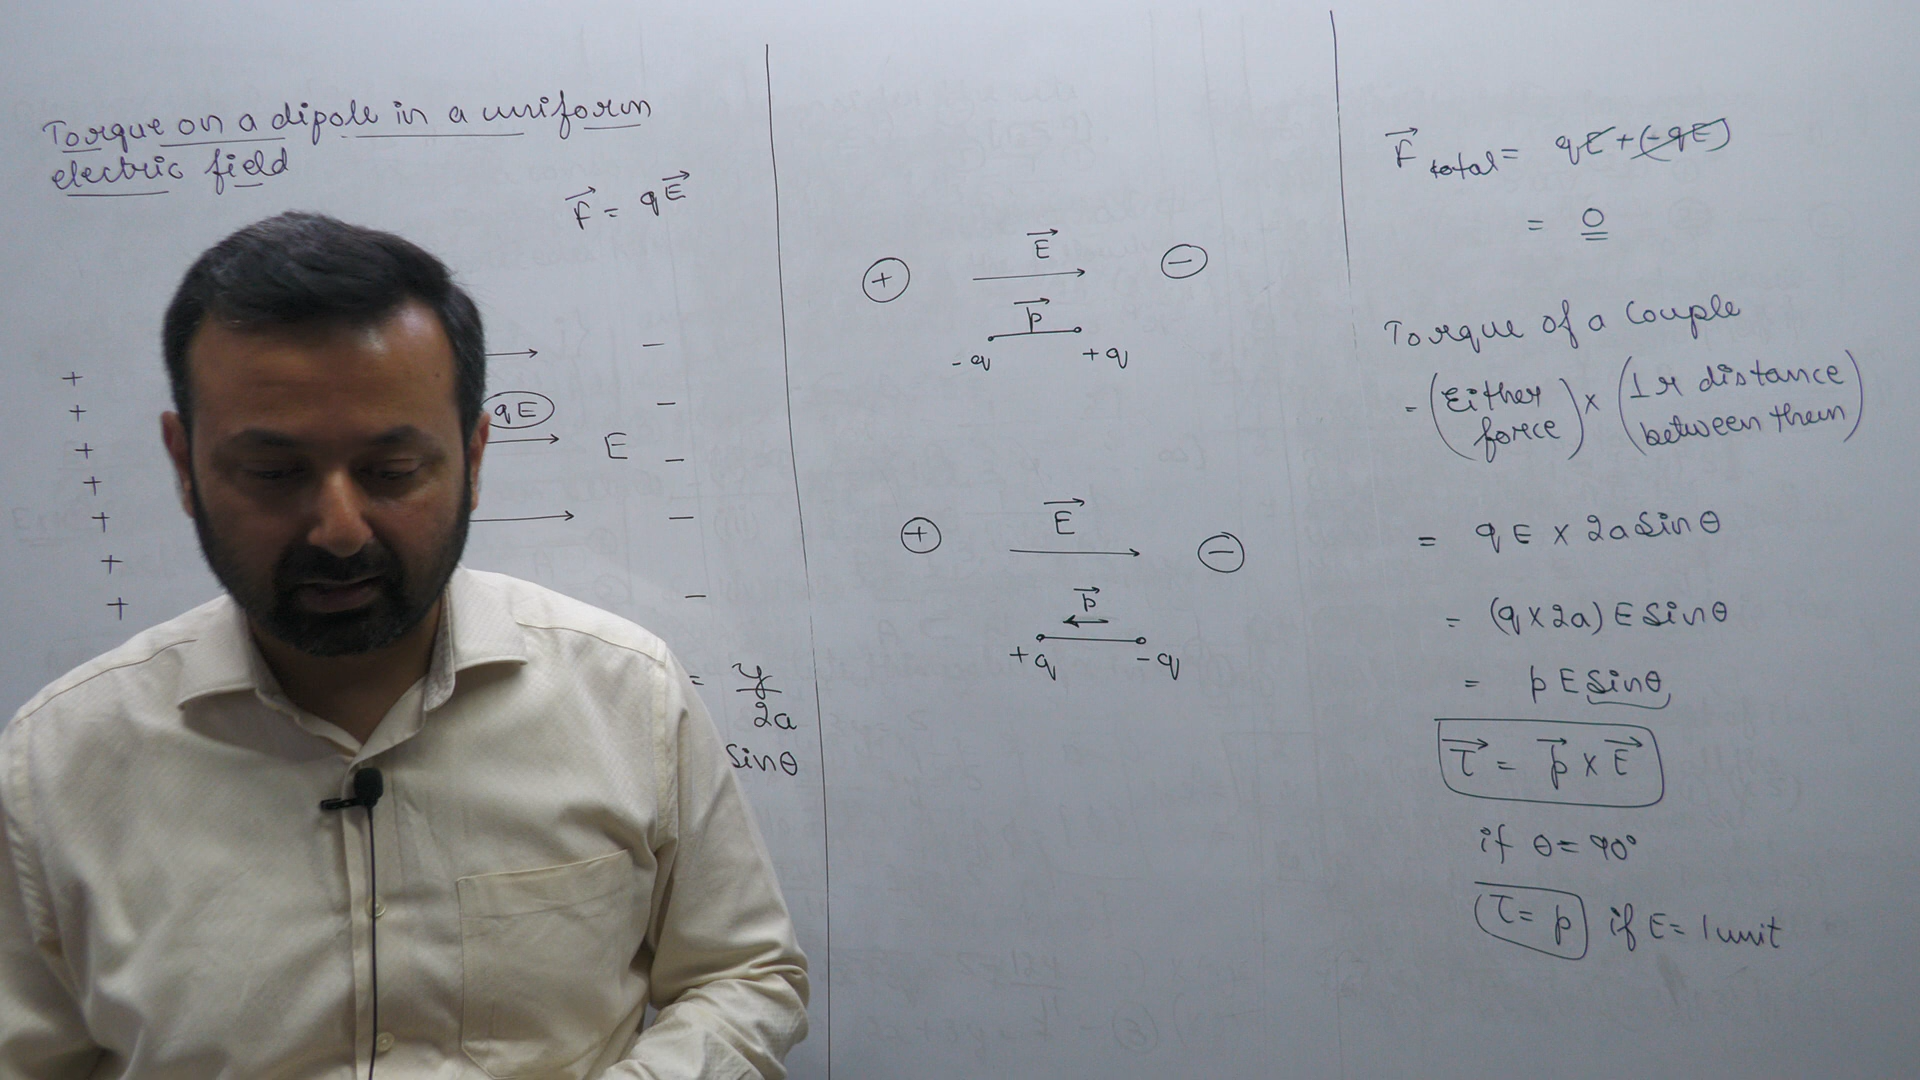 Torque on a dipole in a uniform
electric field
F = qE
+
+
+
+
+
+
+
−
−
−
−
−
qE
E
= y
2a
sinθ
+
E
−
p
-q
+q
+
E
−
p
+q
-q
F total = qE + (-qE)
= 0
Torque of a Couple
= (Either force) × (⊥r distance between them)
= qE × 2a Sinθ
= (q × 2a) E Sinθ
= p E Sinθ
τ = p × E
if θ = 90°
τ = p if E = 1 unit